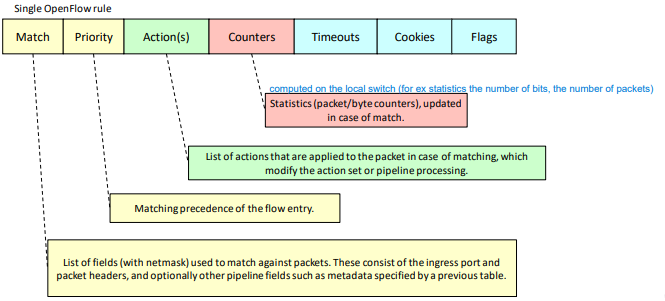 Single OpenFlow rule
Match Priority Action(s) Counters Timeouts Cookies Flags
computed on the local switch (for ex statistics the number of bits, the number of packets)
Statistics (packet/byte counters), updated
in case of match.
List of actions that are applied to the packet in case of matching, which
modify the action set or pipeline processing.
Matching precedence of the flow entry.
List of fields (with netmask) used to match against packets. These consist of the ingress port and
packet headers, and optionally other pipeline fields such as metadata specified by a previous table.